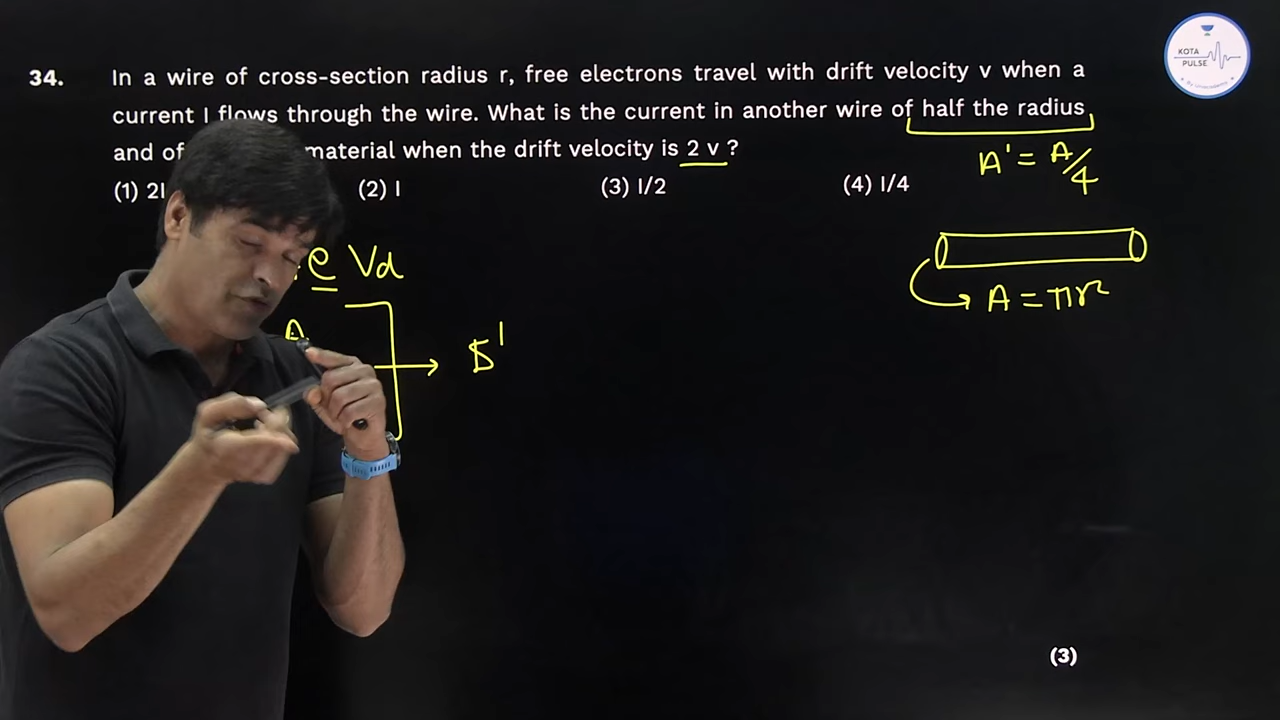 KOTA
PULSE
34. In a wire of cross-section radius r, free electrons travel with drift velocity v when a
current I flows through the wire. What is the current in another wire of half the radius
and of material when the drift velocity is 2 v ?
(1) 2I (2) I (3) I/2 (4) I/4
A' = A/4
e Vd
A = πr²
A
(3)